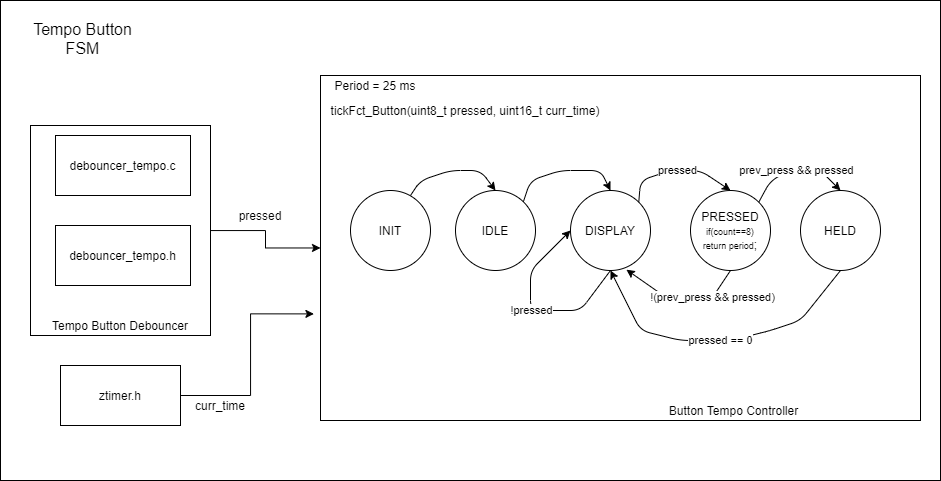 Tempo Button
FSM
Period = 25 ms
tickFct_Button(uint8_t pressed, uint16_t curr_time)
debouncer_tempo.c
debouncer_tempo.h
Tempo Button Debouncer
pressed
ztimer.h
curr_time
INIT
IDLE
DISPLAY
pressed
PRESSED
if(count==8)
return period;
prev_press && pressed
HELD
!pressed
!(prev_press && pressed)
pressed == 0
Button Tempo Controller